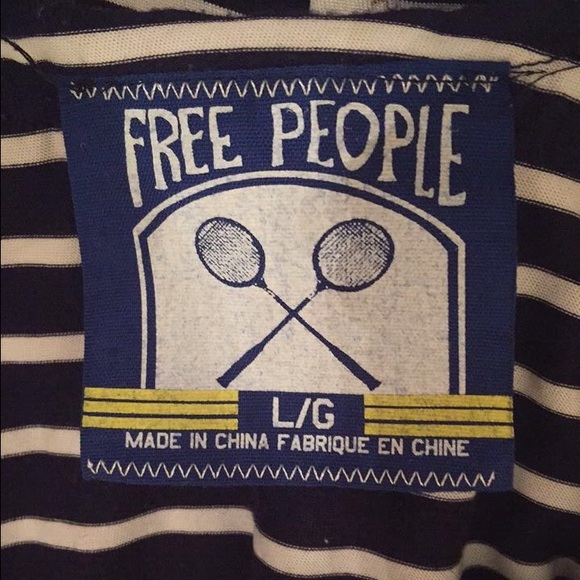 FREE PEOPLE
L/G
MADE IN CHINA FABRIQUE EN CHINE